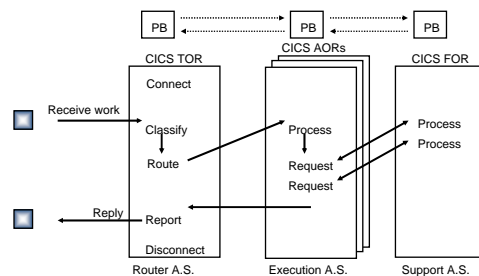 PB PB PB
CICS AORs
CICS TOR CICS FOR
Connect
Receive work
Classify Process Process
Process
Route Request
Request
Reply Report
Disconnect
Router A.S. Execution A.S. Support A.S.